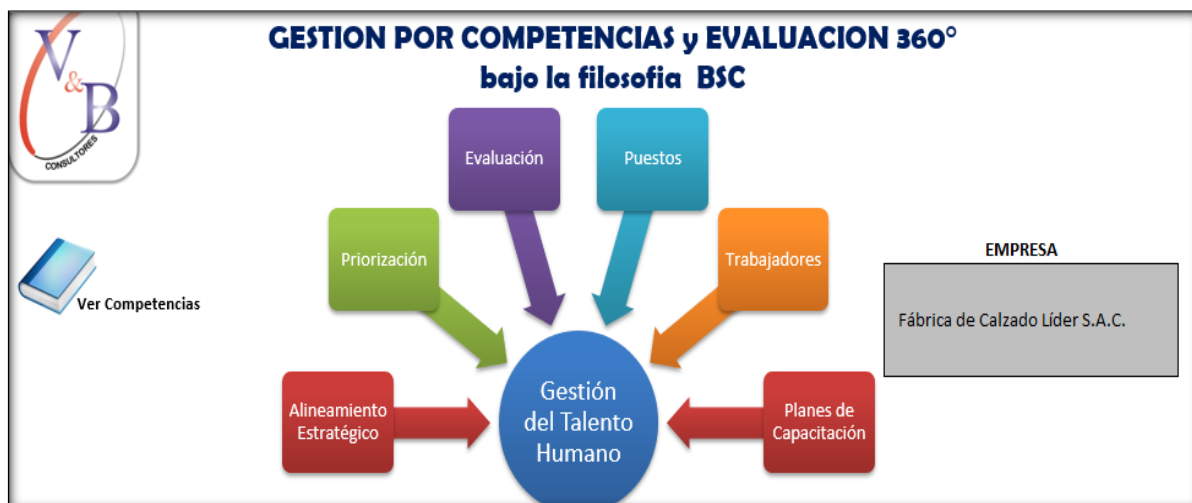 V
&
B
CONSULTORES
GESTION POR COMPETENCIAS y EVALUACION 360°
bajo la filosofia BSC
Evaluación
Puestos
Priorización
Trabajadores
Ver Competencias
EMPRESA
Fábrica de Calzado Líder S.A.C.
Alineamiento
Estratégico
Gestión
del Talento
Humano
Planes de
Capacitación